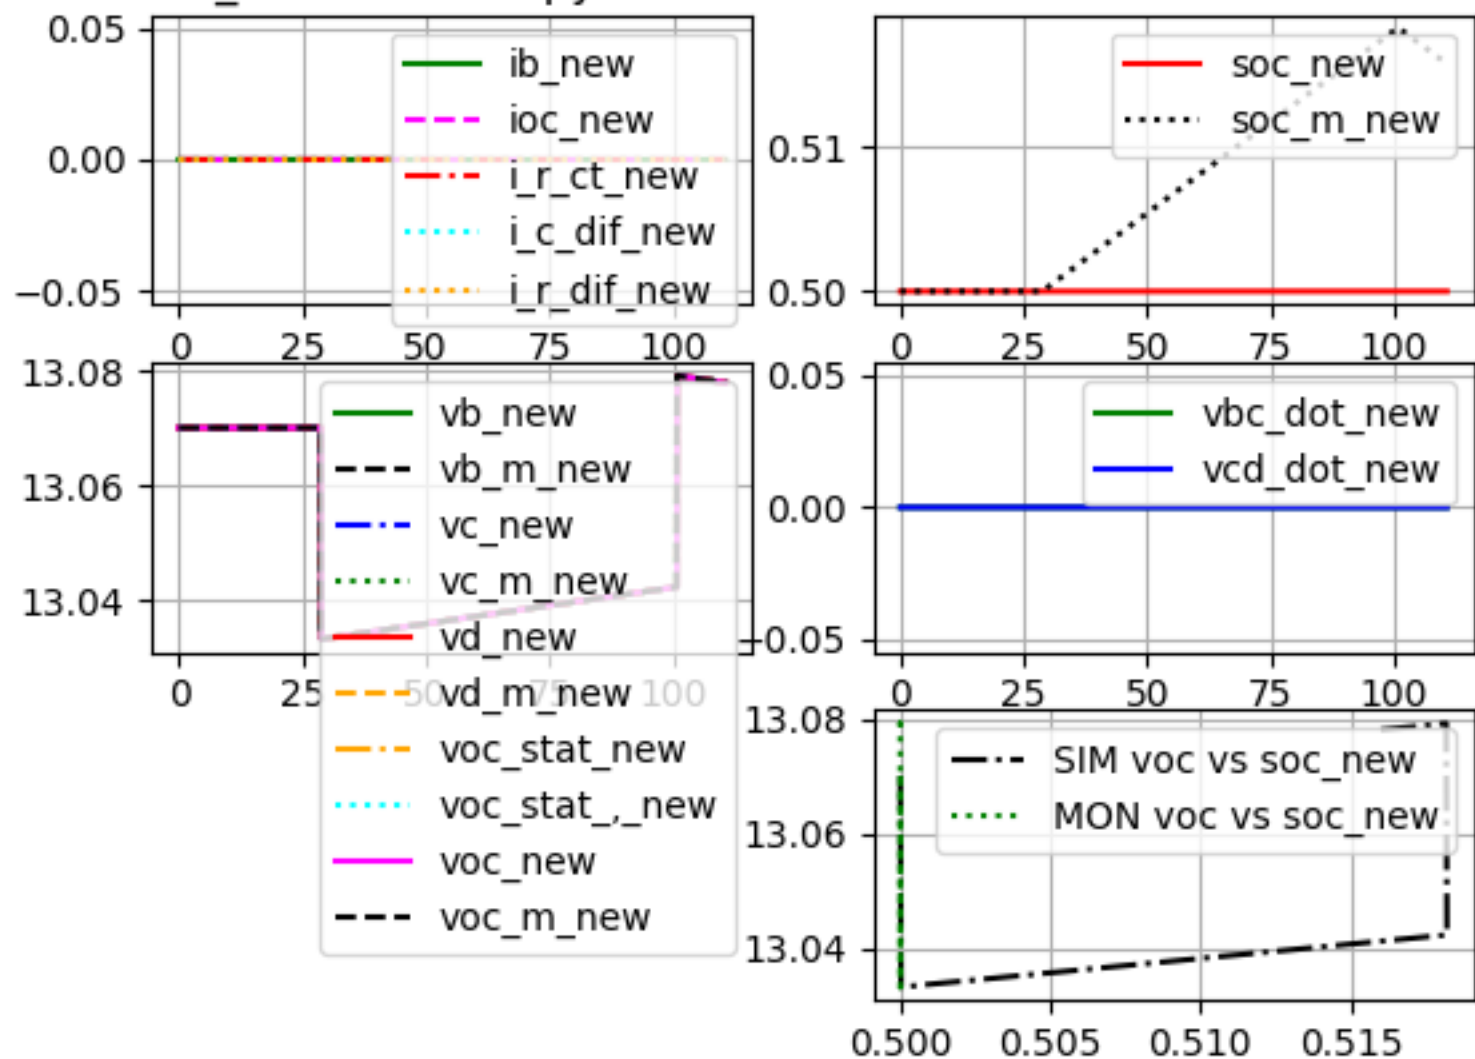 0.05
0.00
−0.05
0 25 50 75 100
ib_new
ioc_new
i_r_ct_new
i_c_dif_new
i_r_dif_new
0.51
0.50
0 25 50 75 100
soc_new
soc_m_new
13.08
13.06
13.04
0 25 50 75 100
vb_new
vb_m_new
vc_new
vc_m_new
vd_new
vd_m_new
voc_stat_new
voc_stat_,_new
voc_new
voc_m_new
0.05
0.00
−0.05
0 25 50 75 100
vbc_dot_new
vcd_dot_new
13.08
13.06
13.04
0.500 0.505 0.510 0.515
SIM voc vs soc_new
MON voc vs soc_new